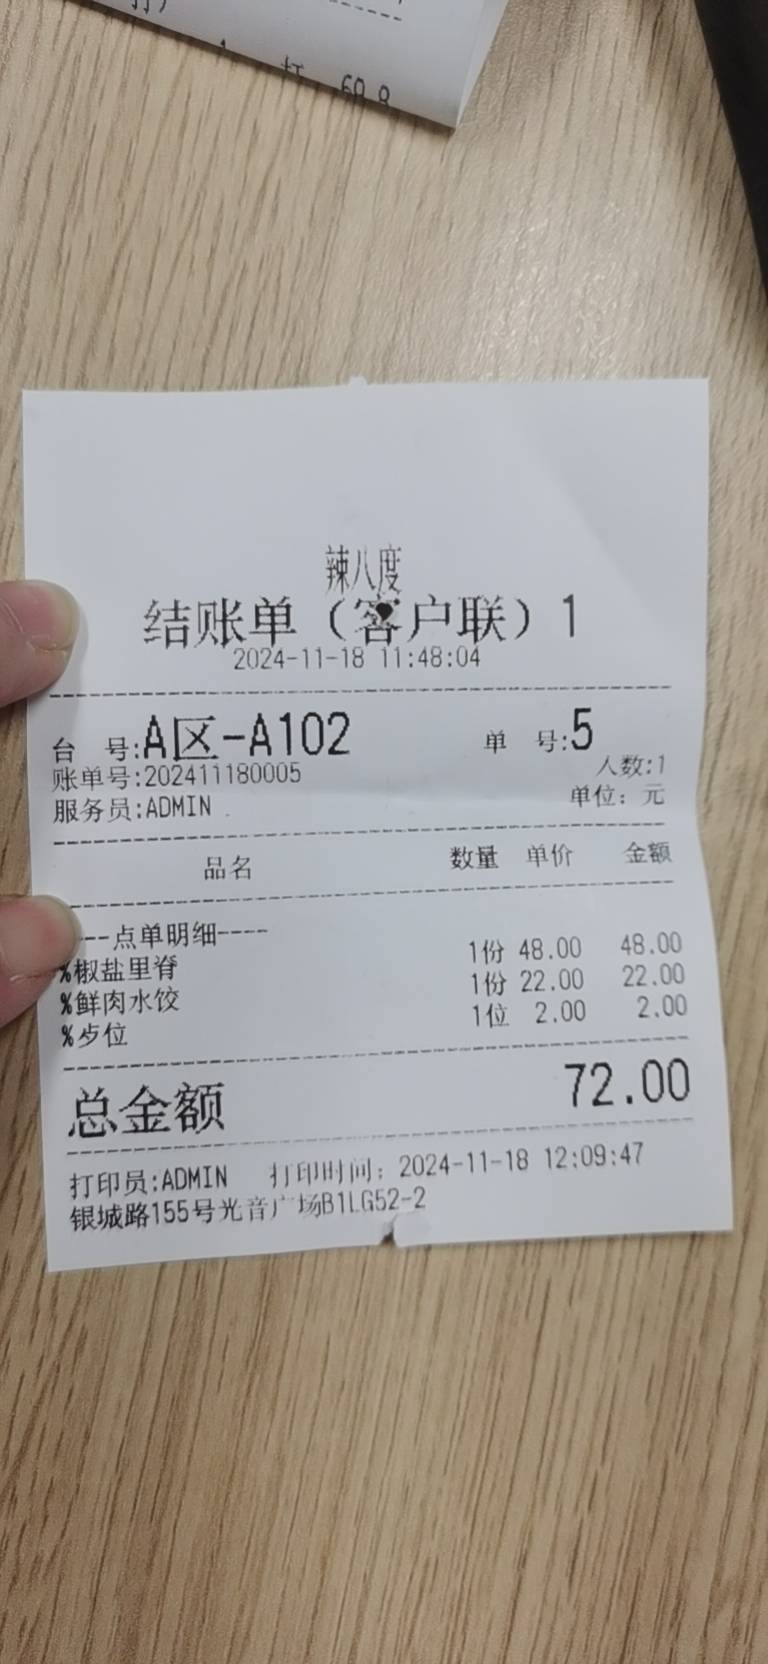 60.8
辣八度
结账单（客户联）1
2024-11-18 11:48:04
台 号:A区-A102 单 号:5
账单号:202411180005 人数:1
服务员:ADMIN 单位：元
品名 数量 单价 金额
---点单明细----
%椒盐里脊 1份 48.00 48.00
%鲜肉水饺 1份 22.00 22.00
%歺位 1位 2.00 2.00
总金额 72.00
打印员:ADMIN 打印时间：2024-11-18 12:09:47
银城路155号光音广场B1LG52-2